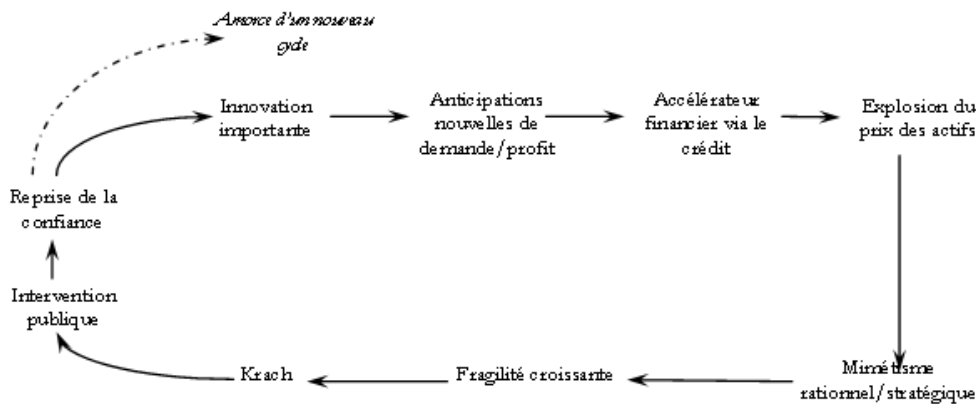 Amorce d'un nouveau
cycle
Innovation
importante
Anticipations
nouvelles de
demande/profit
Accélérateur
financier via le
crédit
Explosion du
prix des actifs
Reprise de la
confiance
Intervention
publique
Krach
Fragilité croissante
Mimétisme
rationnel/stratégique